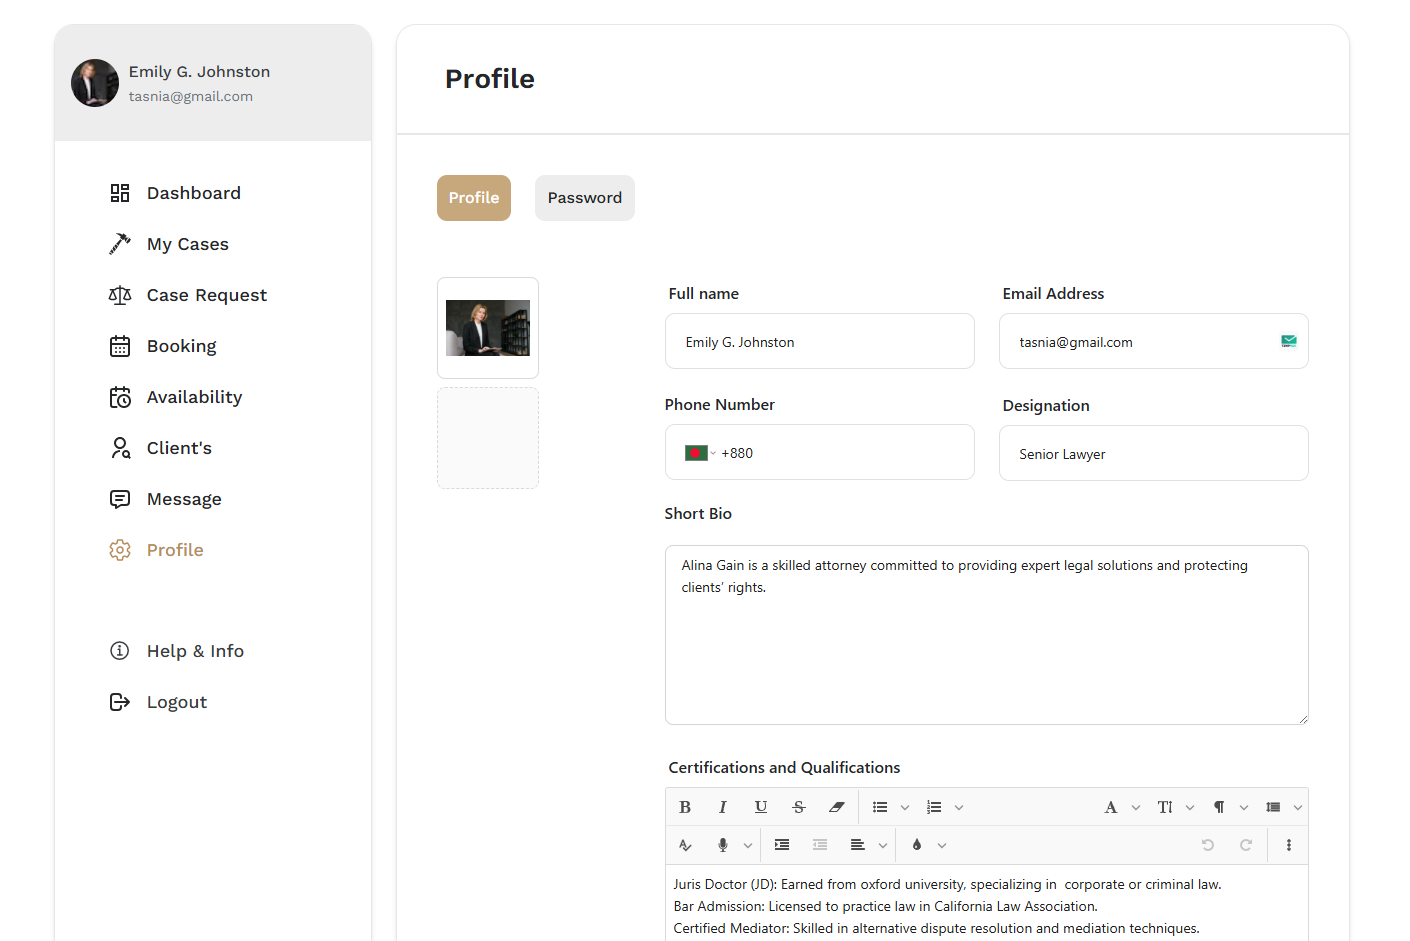 Emily G. Johnston
tasnia@gmail.com
Dashboard
My Cases
Case Request
Booking
Availability
Client's
Message
Profile
Help & Info
Logout
Profile
Profile
Password
Full name
Email Address
Emily G. Johnston
tasnia@gmail.com
Phone Number
Designation
+880
Senior Lawyer
Short Bio
Alina Gain is a skilled attorney committed to providing expert legal solutions and protecting
clients’ rights.
Certifications and Qualifications
Juris Doctor (JD): Earned from oxford university, specializing in  corporate or criminal law.
Bar Admission: Licensed to practice law in California Law Association.
Certified Mediator: Skilled in alternative dispute resolution and mediation techniques.